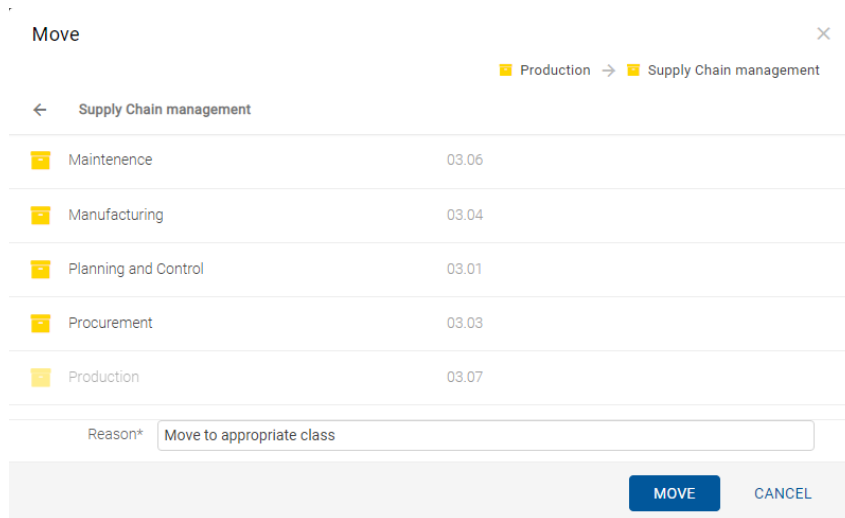 Move
Production → Supply Chain management
Supply Chain management
Maintenence 03.06
Manufacturing 03.04
Planning and Control 03.01
Procurement 03.03
Production 03.07
Reason* Move to appropriate class
MOVE CANCEL